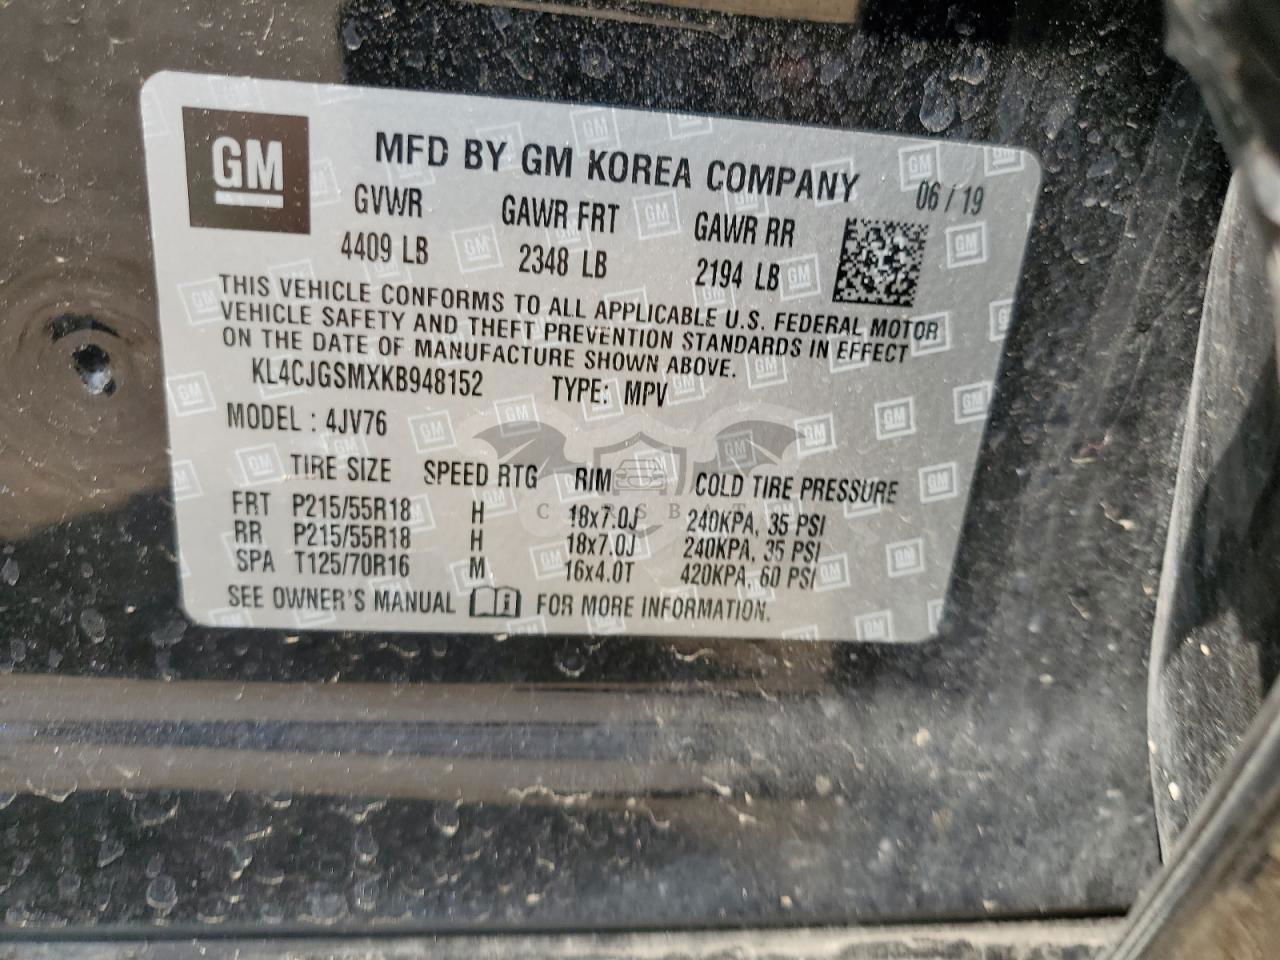 GM MFD BY GM KOREA COMPANY 06 / 19
GVWR GAWR FRT GAWR RR
4409 LB 2348 LB 2194 LB
THIS VEHICLE CONFORMS TO ALL APPLICABLE U.S. FEDERAL MOTOR
VEHICLE SAFETY AND THEFT PREVENTION STANDARDS IN EFFECT
ON THE DATE OF MANUFACTURE SHOWN ABOVE.
KL4CJGSMXKB948152 TYPE: MPV
MODEL : 4JV76
TIRE SIZE SPEED RTG RIM COLD TIRE PRESSURE
FRT P215/55R18 H 18x7.0J 240KPA, 35 PSI
RR P215/55R18 H 18x7.0J 240KPA, 35 PSI
SPA T125/70R16 M 16x4.0T 420KPA, 60 PSI
SEE OWNER'S MANUAL FOR MORE INFORMATION.